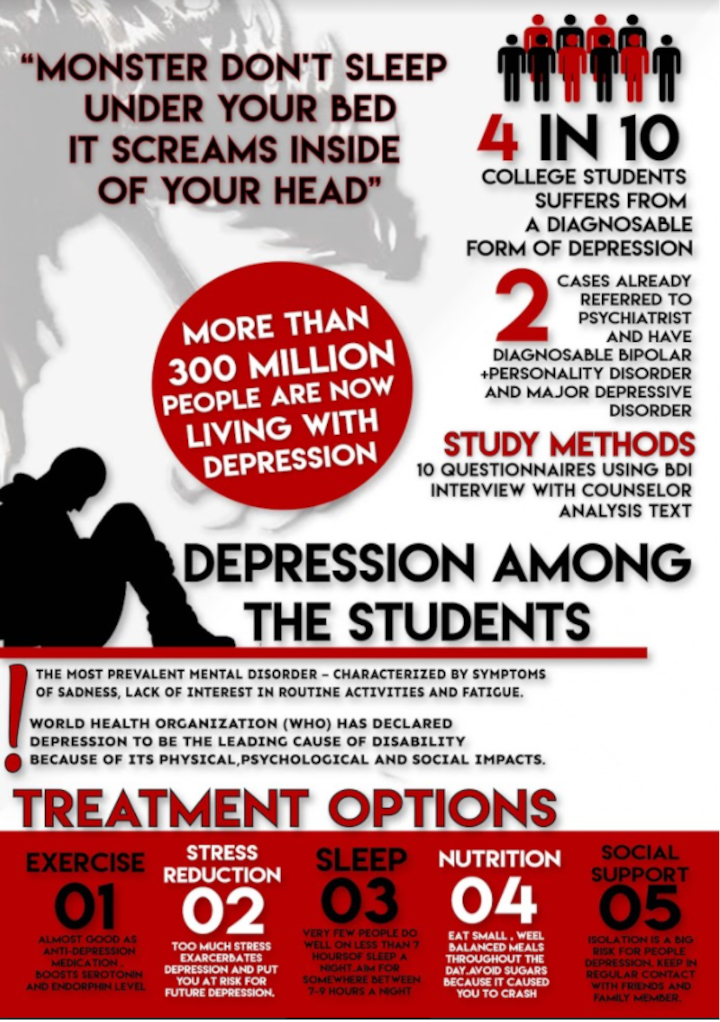 “MONSTER DON'T SLEEP
UNDER YOUR BED
IT SCREAMS INSIDE
OF YOUR HEAD”
4 IN 10
COLLEGE STUDENTS
SUFFERS FROM
A DIAGNOSABLE
FORM OF DEPRESSION
2
CASES ALREADY
REFERRED TO
PSYCHIATRIST
AND HAVE
DIAGNOSABLE BIPOLAR
+PERSONALITY DISORDER
AND MAJOR DEPRESSIVE
DISORDER
MORE THAN
300 MILLION
PEOPLE ARE NOW
LIVING WITH
DEPRESSION
STUDY METHODS
10 QUESTIONNAIRES USING BDI
INTERVIEW WITH COUNSELOR
ANALYSIS TEXT
DEPRESSION AMONG
THE STUDENTS
!
THE MOST PREVALENT MENTAL DISORDER – CHARACTERIZED BY SYMPTOMS
OF SADNESS, LACK OF INTEREST IN ROUTINE ACTIVITIES AND FATIGUE.
WORLD HEALTH ORGANIZATION (WHO) HAS DECLARED
DEPRESSION TO BE THE LEADING CAUSE OF DISABILITY
BECAUSE OF ITS PHYSICAL,PSYCHOLOGICAL AND SOCIAL IMPACTS.
TREATMENT OPTIONS
EXERCISE
01
ALMOST GOOD AS
ANTI-DEPRESSION
MEDICATION .
BOOSTS SEROTONIN
AND ENDORPHIN LEVEL
STRESS
REDUCTION
02
TOO MUCH STRESS
EXARCERBATES
DEPRESSION AND PUT
YOU AT RISK FOR
FUTURE DEPRESSION.
SLEEP
03
VERY FEW PEOPLE DO
WELL ON LESS THAN 7
HOURSOF SLEEP A
NIGHT.AIM FOR
SOMEWHERE BETWEEN
7-9 HOURS A NIGHT
NUTRITION
04
EAT SMALL , WEEL
BALANCED MEALS
THROUGHOUT THE
DAY.AVOID SUGARS
BECAUSE IT CAUSED
YOU TO CRASH
SOCIAL
SUPPORT
05
ISOLATION IS A BIG
RISK FOR PEOPLE
DEPRESSION. KEEP IN
REGULAR CONTACT
WITH FRIENDS AND
FAMILY MEMBER.